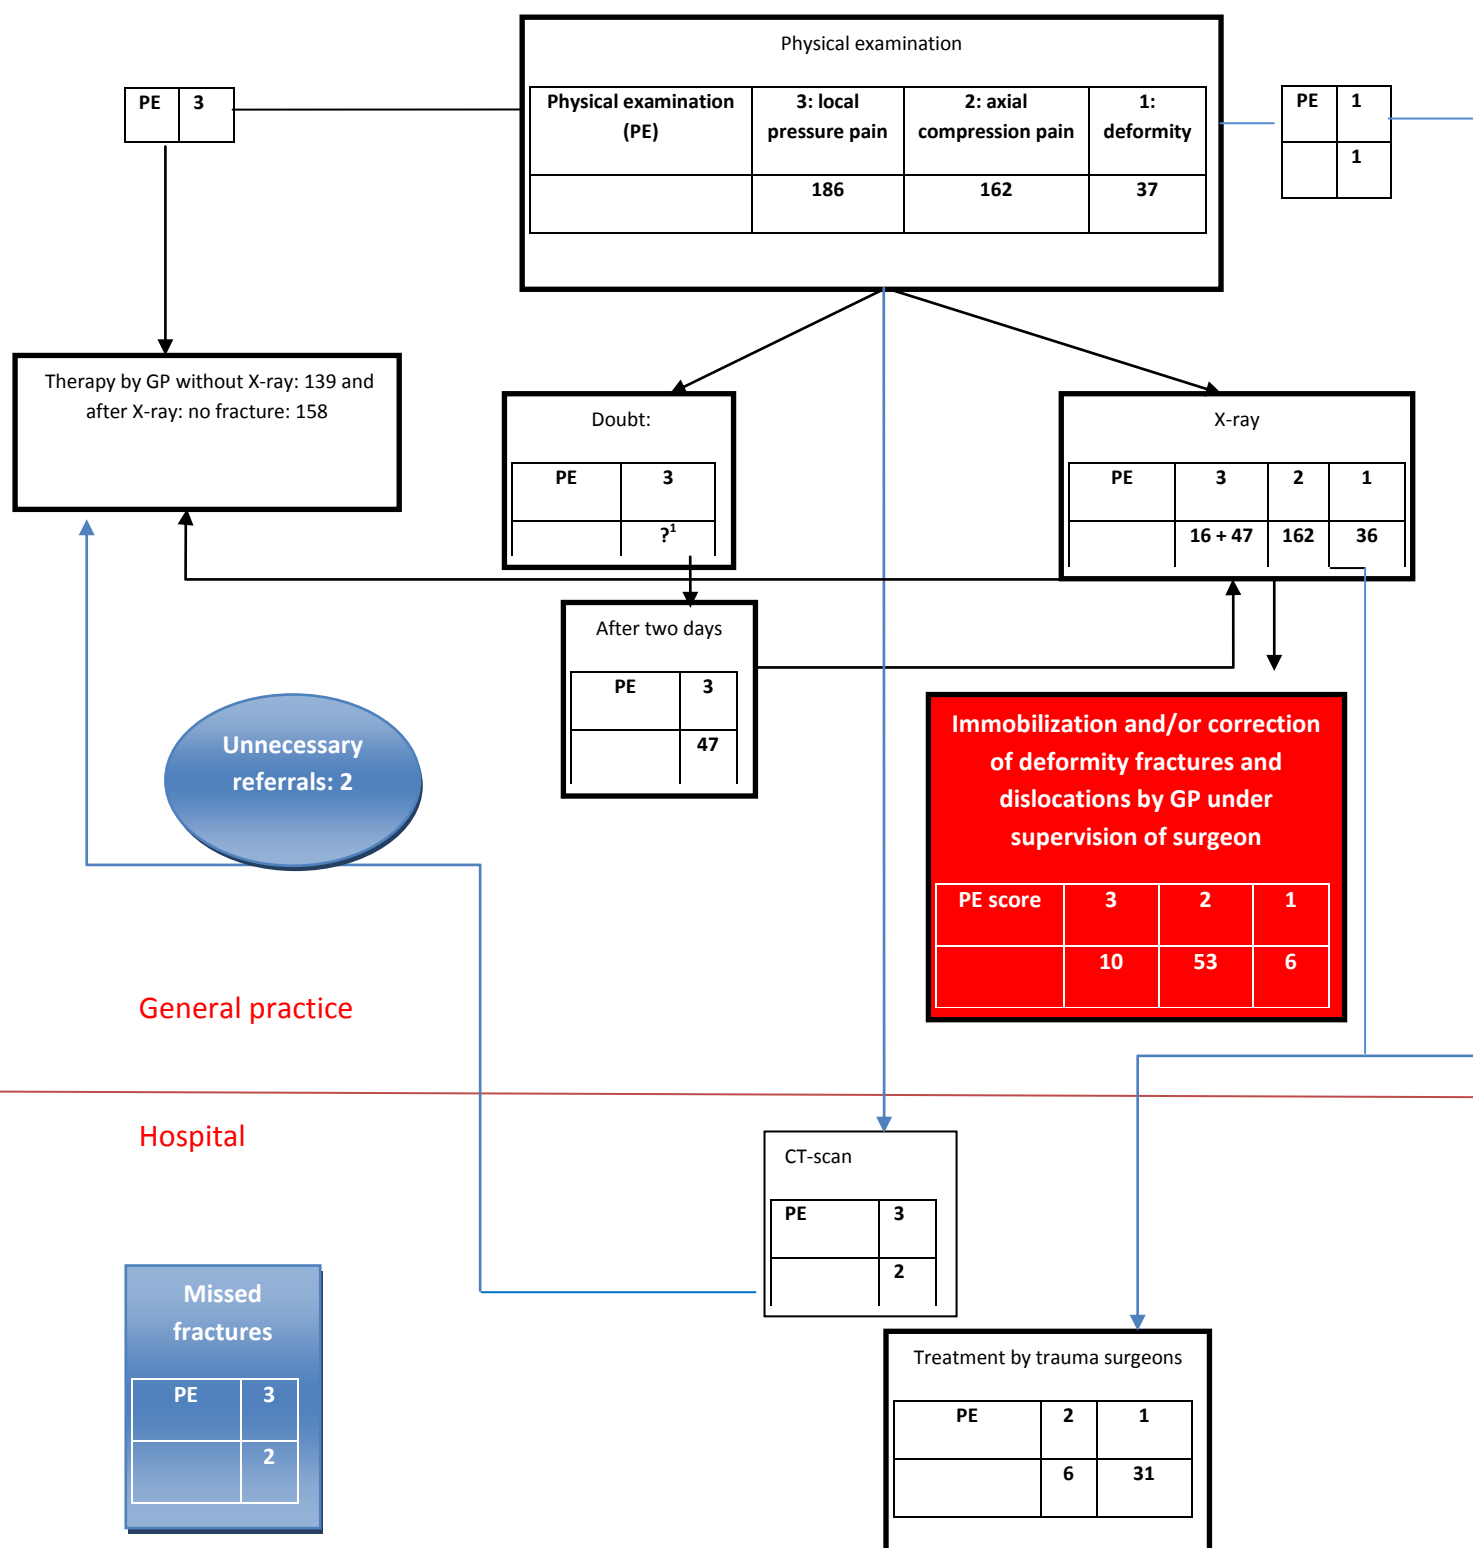 Physical examination
PE 3
Physical examination (PE) 3: local pressure pain 2: axial compression pain 1: deformity
186 162 37
PE 1
1
Therapy by GP without X-ray: 139 and
after X-ray: no fracture: 158
Doubt:
PE 3
?1
X-ray
PE 3 2 1
16 + 47 162 36
After two days
PE 3
47
Unnecessary
referrals: 2
Immobilization and/or correction
of deformity fractures and
dislocations by GP under
supervision of surgeon
PE score 3 2 1
10 53 6
General practice
Hospital
CT-scan
PE 3
2
Missed
fractures
PE 3
2
Treatment by trauma surgeons
PE 2 1
6 31